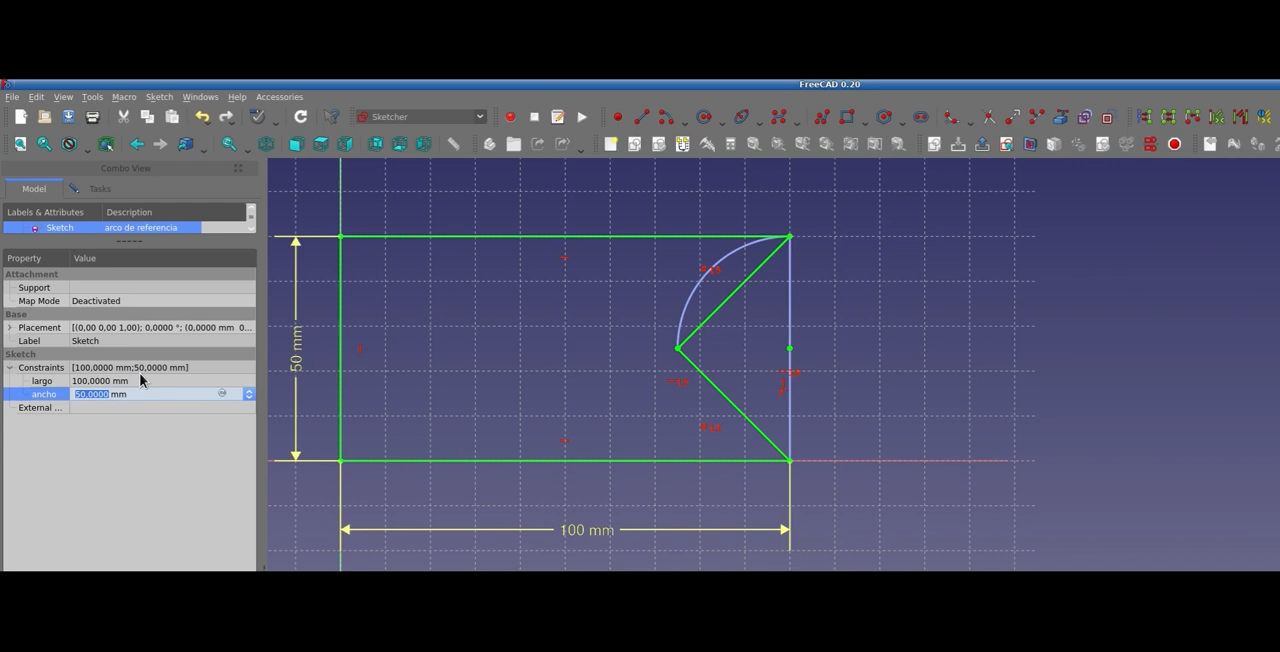 FreeCAD 0.20
File Edit View Tools Macro Sketch Windows Help Accessories
Sketcher
Combo View
Model Tasks
Labels & Attributes Description
Sketch arco de referencia
Property Value
Attachment
Support
Map Mode Deactivated
Base
Placement [(0,00 0,00 1,00); 0,0000 °; (0,0000 mm 0...
Label Sketch
Sketch
Constraints [100,0000 mm;50,0000 mm]
largo 100,0000 mm
ancho 50,0000 mm
External ...
50 mm
100 mm